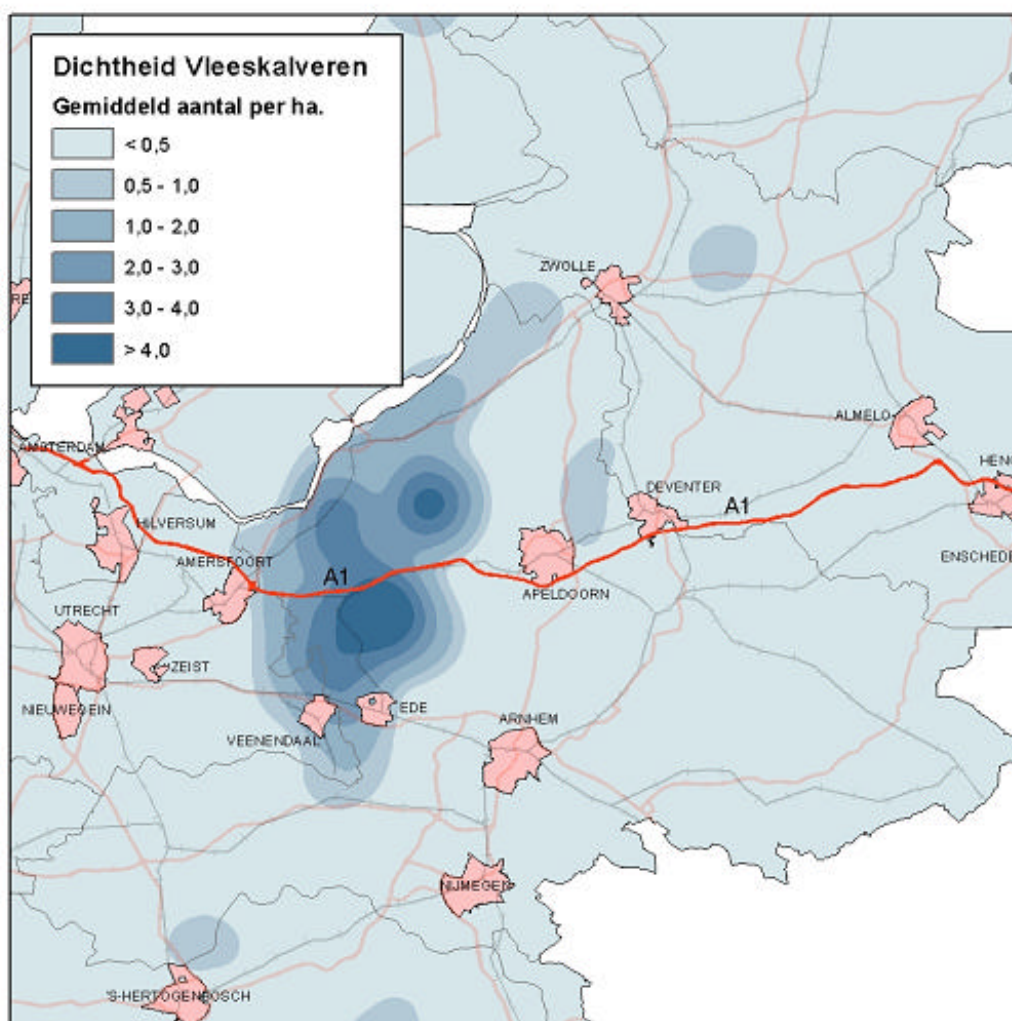 Dichtheid Vleeskalveren
Gemiddeld aantal per ha.
< 0,5
0,5 - 1,0
1,0 - 2,0
2,0 - 3,0
3,0 - 4,0
> 4,0
ZWOLLE
RE
ALMELO
AMSTERDAM
HENG
DEVENTER
A1
HILVERSUM
AMERSFOORT
A1
ENSCHEDE
APELDOORN
UTRECHT
ZEIST
NIEUWEGEIN
EDE
VEENENDAAL
ARNHEM
NIJMEGEN
'S-HERTOGENBOSCH